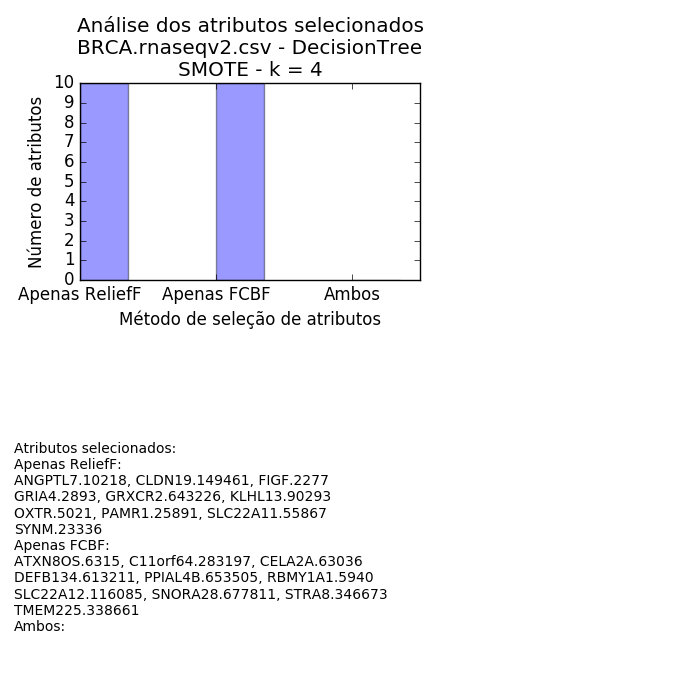 Análise dos atributos selecionados
BRCA.rnaseqv2.csv - DecisionTree
SMOTE - k = 4
10
9
8
7
6
5
4
3
2
1
0
Número de atributos
Apenas ReliefF Apenas FCBF Ambos
Método de seleção de atributos
Atributos selecionados:
Apenas ReliefF:
ANGPTL7.10218, CLDN19.149461, FIGF.2277
GRIA4.2893, GRXCR2.643226, KLHL13.90293
OXTR.5021, PAMR1.25891, SLC22A11.55867
SYNM.23336
Apenas FCBF:
ATXN8OS.6315, C11orf64.283197, CELA2A.63036
DEFB134.613211, PPIAL4B.653505, RBMY1A1.5940
SLC22A12.116085, SNORA28.677811, STRA8.346673
TMEM225.338661
Ambos: